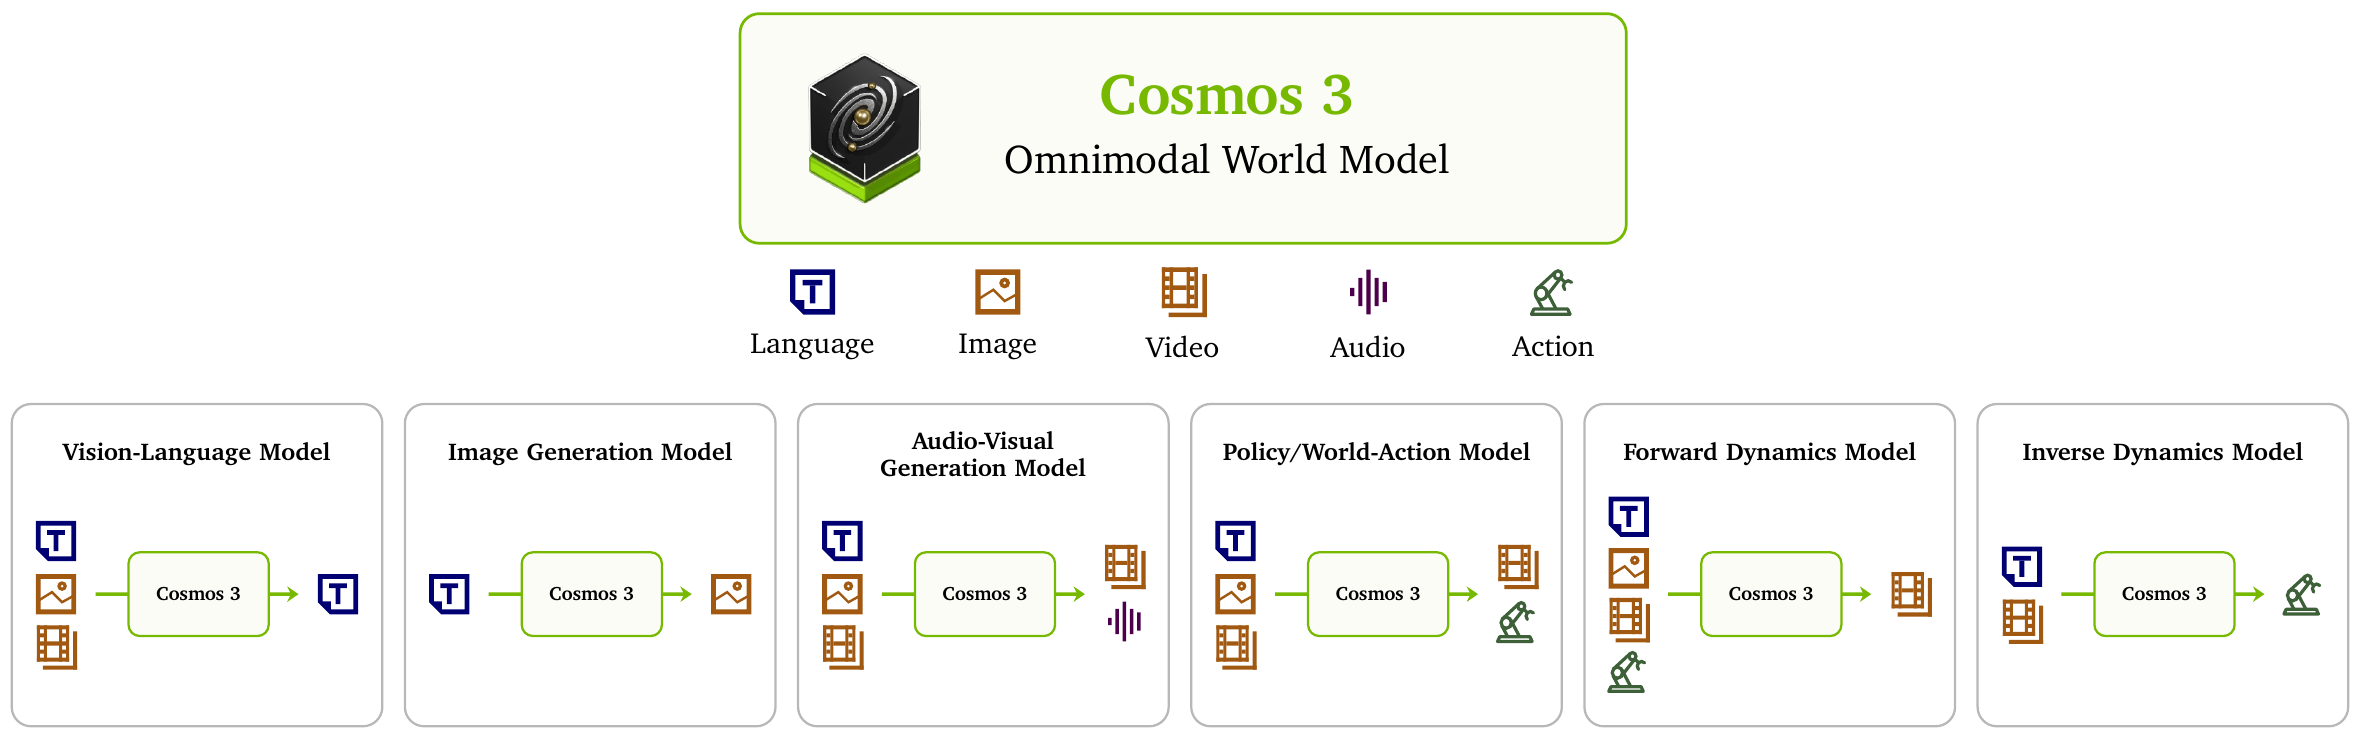 Cosmos 3
Omnimodal World Model
T
Language
Image
Video
Audio
Action
Vision-Language Model
T
Cosmos 3
T
Image Generation Model
T
Cosmos 3
Audio-Visual
Generation Model
T
Cosmos 3
Policy/World-Action Model
T
Cosmos 3
Forward Dynamics Model
T
Cosmos 3
Inverse Dynamics Model
T
Cosmos 3